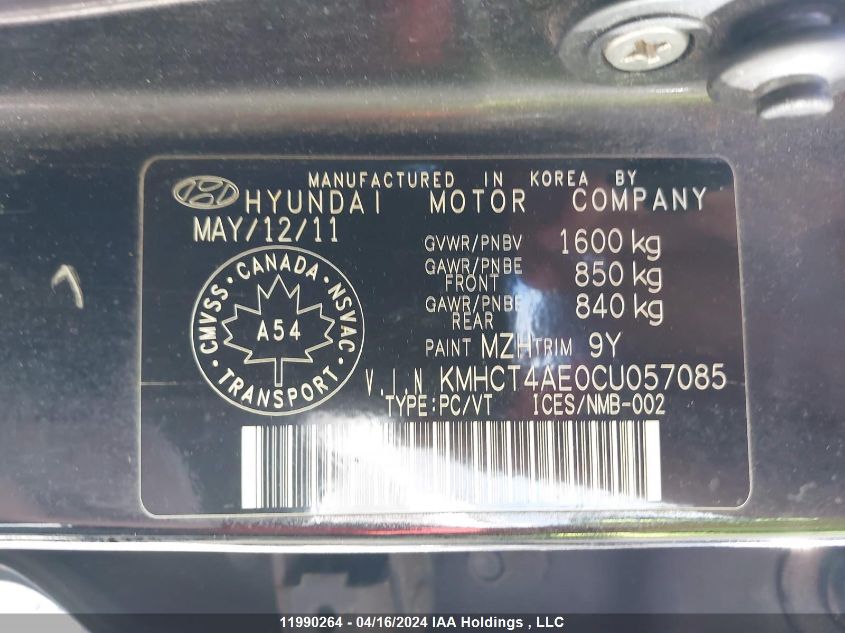 MANUFACTURED IN KOREA BY
HYUNDAI MOTOR COMPANY
MAY/12/11
GVWR/PNBV 1600 kg
GAWR/PNBE FRONT 850 kg
GAWR/PNBE REAR 840 kg
CMVSS · CANADA · NSVAC · TRANSPORT ·
A54
PAINT MZH TRIM 9Y
V.I.N KMHCT4AE0CU057085
TYPE:PC/VT ICES/NMB-002
11990264 - 04/16/2024 IAA Holdings , LLC